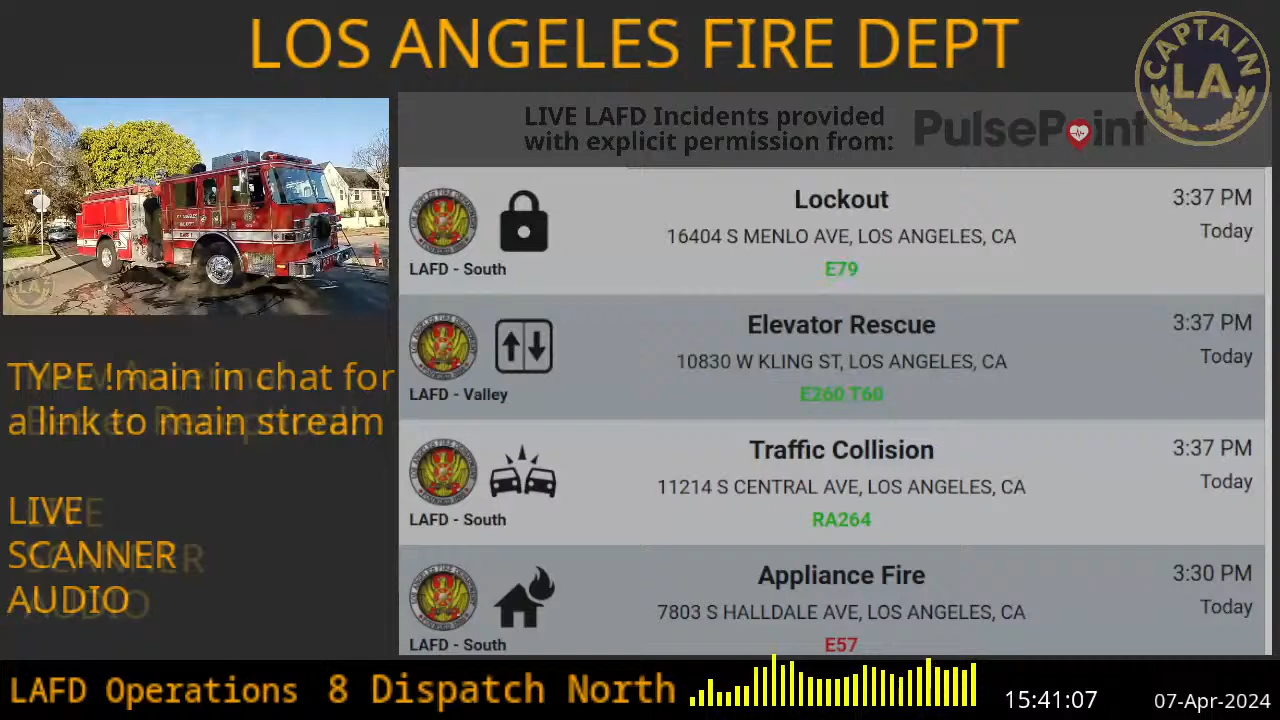 LOS ANGELES FIRE DEPT
CAPTAIN
LA
LIVE LAFD Incidents provided
with explicit permission from:
PulsePoint
Lockout
3:37 PM
16404 S MENLO AVE, LOS ANGELES, CA
Today
LAFD - South
E79
Elevator Rescue
3:37 PM
10830 W KLING ST, LOS ANGELES, CA
Today
LAFD - Valley
E260 T60
Traffic Collision
3:37 PM
11214 S CENTRAL AVE, LOS ANGELES, CA
Today
LAFD - South
RA264
Appliance Fire
3:30 PM
7803 S HALLDALE AVE, LOS ANGELES, CA
Today
LAFD - South
E57
TYPE !main in chat for
a link to main stream
LIVE
SCANNER
AUDIO
LAFD Operations 8 Dispatch North
15:41:07
07-Apr-2024